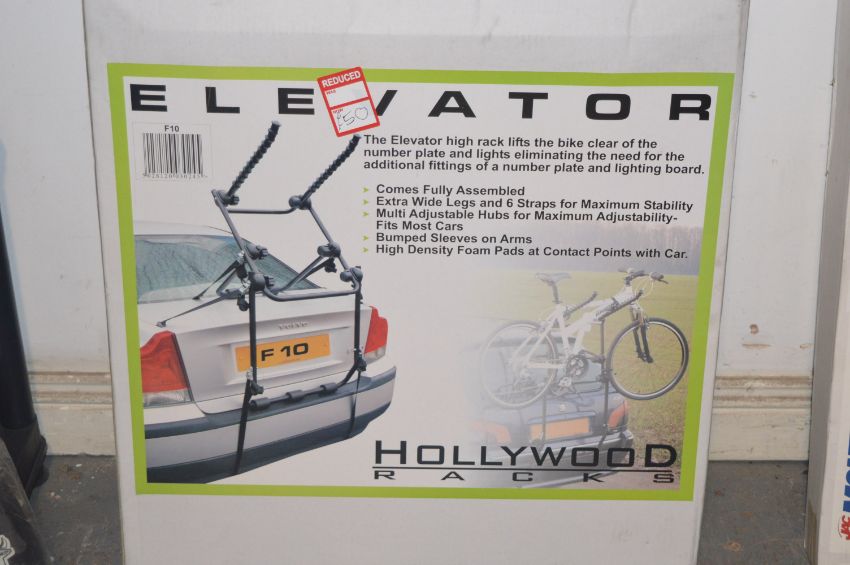 ELEVATOR
REDUCED
£50
F10
The Elevator high rack lifts the bike clear of the
number plate and lights eliminating the need for the
additional fittings of a number plate and lighting board.
Comes Fully Assembled
Extra Wide Legs and 6 Straps for Maximum Stability
Multi Adjustable Hubs for Maximum Adjustability-
Fits Most Cars
Bumped Sleeves on Arms
High Density Foam Pads at Contact Points with Car.
VOLVO
F10
HOLLYWOOD
RACKS
JAC